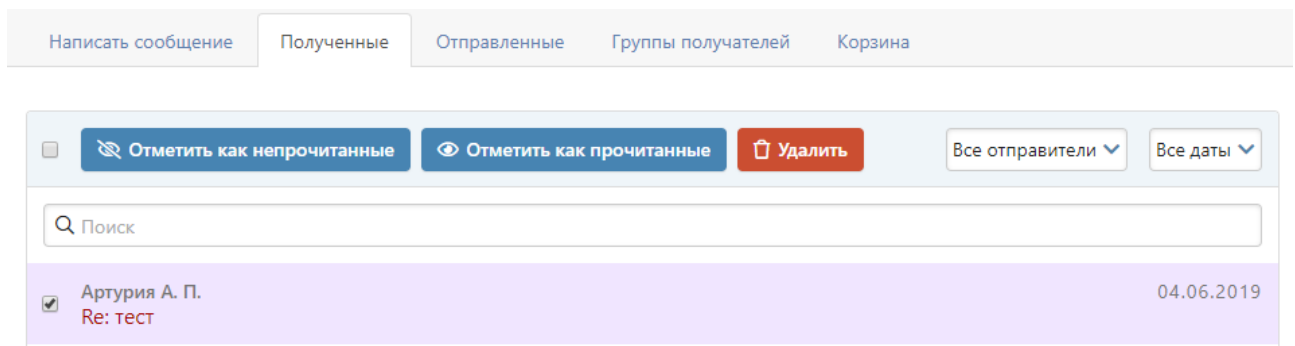 Написать сообщение Полученные Отправленные Группы получателей Корзина
Отметить как непрочитанные Отметить как прочитанные Удалить Все отправители Все даты
Поиск
Артурия А. П. 04.06.2019
Re: тест